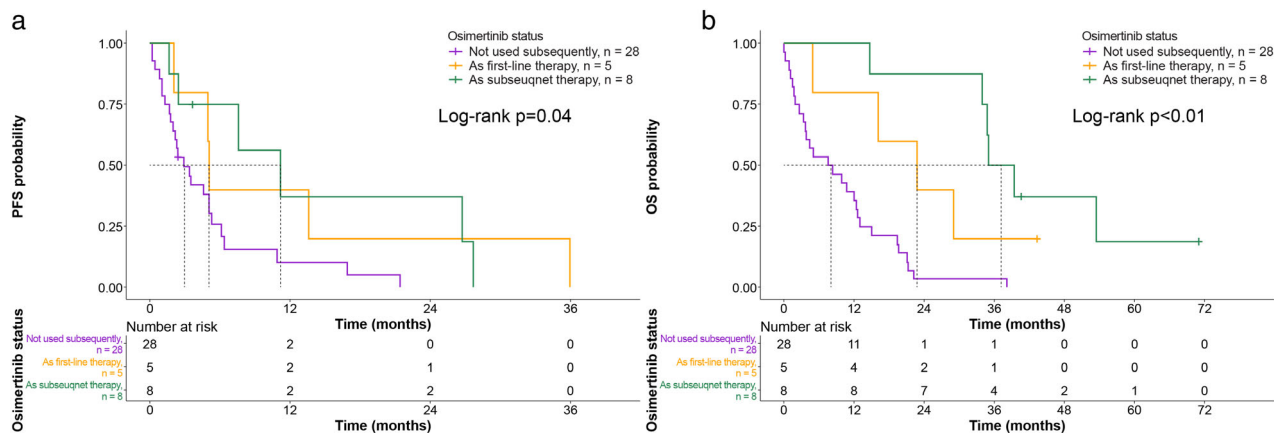 a
Osimertinib status
Not used subsequently, n = 28
As first-line therapy, n = 5
As subseuqnet therapy, n = 8
Log-rank p=0.04
PFS probability
1.00
0.75
0.50
0.25
0.00
0 12 24 36
Time (months)
Number at risk
Osimertinib status
Not used subsequently, n = 28
28 2 0 0
As first-line therapy, n = 5
5 2 1 0
As subseuqnet therapy, n = 8
8 2 2 0
0 12 24 36
Time (months)
b
Osimertinib status
Not used subsequently, n = 28
As first-line therapy, n = 5
As subseuqnet therapy, n = 8
Log-rank p<0.01
OS probability
1.00
0.75
0.50
0.25
0.00
0 12 24 36 48 60 72
Time (months)
Number at risk
Osimertinib status
Not used subsequently, n = 28
28 11 1 1 0 0 0
As first-line therapy, n = 5
5 4 2 1 0 0 0
As subseuqnet therapy, n = 8
8 8 7 4 2 1 0
0 12 24 36 48 60 72
Time (months)